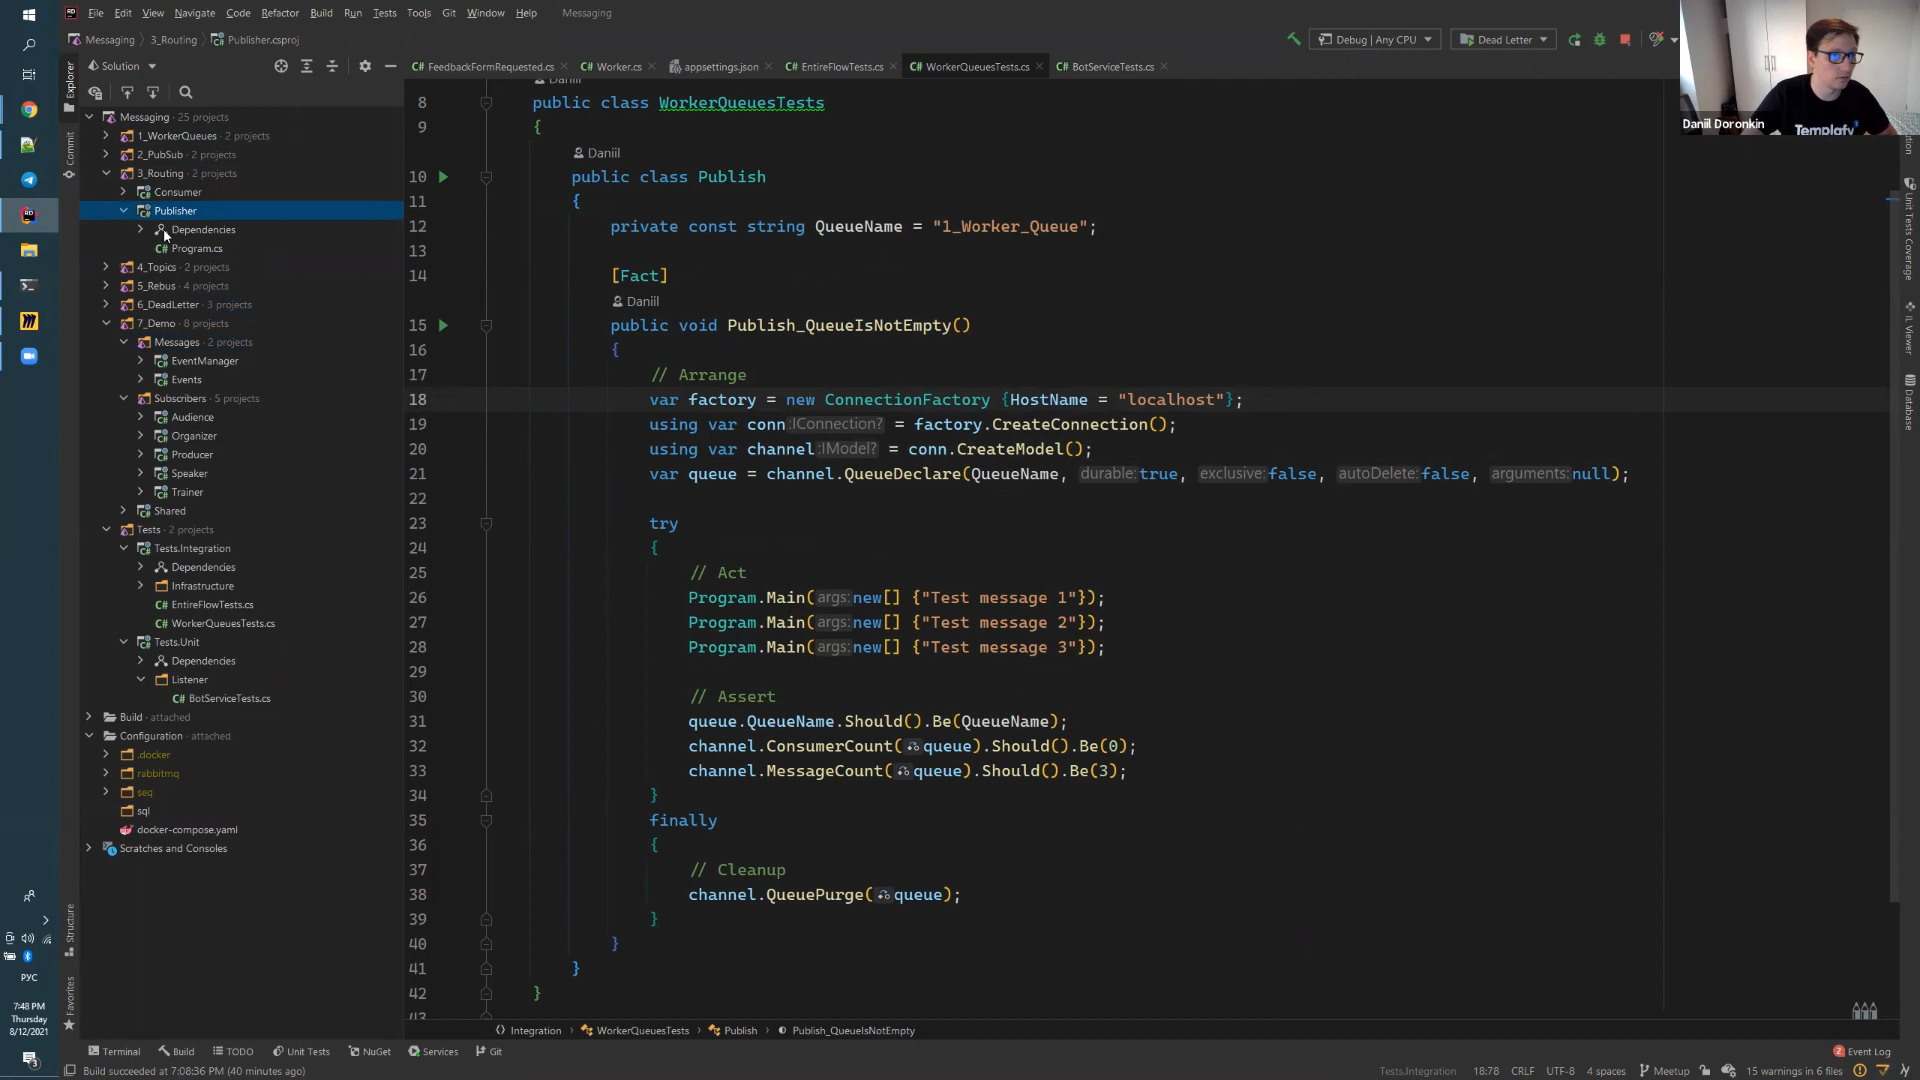 File Edit View Navigate Code Refactor Build Run Tests Tools Git Window Help Messaging
Messaging 3_Routing Publisher.csproj
Debug | Any CPU
Dead Letter
Daniil Doronkin
Templafy
Explorer
Commit
Structure
Favorites
Solution
Messaging 25 projects
1_WorkerQueues 2 projects
2_PubSub 2 projects
3_Routing 2 projects
Consumer
Publisher
Dependencies
C# Program.cs
4_Topics 2 projects
5_Rebus 4 projects
6_DeadLetter 3 projects
7_Demo 8 projects
Messages 2 projects
EventManager
Events
Subscribers 5 projects
Audience
Organizer
Producer
Speaker
Trainer
Shared
Tests 2 projects
Tests.Integration
Dependencies
Infrastructure
C# EntireFlowTests.cs
C# WorkerQueuesTests.cs
Tests.Unit
Dependencies
Listener
C# BotServiceTests.cs
Build attached
Configuration attached
.docker
rabbitmq
seq
sql
docker-compose.yaml
Scratches and Consoles
C# FeedbackFormRequested.cs C# Worker.cs appsettings.json C# EntireFlowTests.cs C# WorkerQueuesTests.cs C# BotServiceTests.cs
Daniil
8 public class WorkerQueuesTests
9 {
Daniil
10 public class Publish
11 {
12 private const string QueueName = "1_Worker_Queue";
13
14 [Fact]
Daniil
15 public void Publish_QueueIsNotEmpty()
16 {
17 // Arrange
18 var factory = new ConnectionFactory {HostName = "localhost"};
19 using var conn :IConnection? = factory.CreateConnection();
20 using var channel :IModel? = conn.CreateModel();
21 var queue = channel.QueueDeclare(QueueName, durable: true, exclusive: false, autoDelete: false, arguments: null);
22
23 try
24 {
25 // Act
26 Program.Main( args: new[] {"Test message 1"});
27 Program.Main( args: new[] {"Test message 2"});
28 Program.Main( args: new[] {"Test message 3"});
29
30 // Assert
31 queue.QueueName.Should().Be(QueueName);
32 channel.ConsumerCount(queue).Should().Be(0);
33 channel.MessageCount(queue).Should().Be(3);
34 }
35 finally
36 {
37 // Cleanup
38 channel.QueuePurge(queue);
39 }
40 }
41 }
42 }
43
Unit Tests Coverage
IL Viewer
Database
Integration WorkerQueuesTests Publish Publish_QueueIsNotEmpty
Terminal Build TODO Unit Tests NuGet Services Git
2 Event Log
Build succeeded at 7:08:36 PM (40 minutes ago)
Tests.Integration 18:78 CRLF UTF-8 4 spaces Meetup 15 warnings in 6 files
РУС
7:48 PM
Thursday
8/12/2021
3